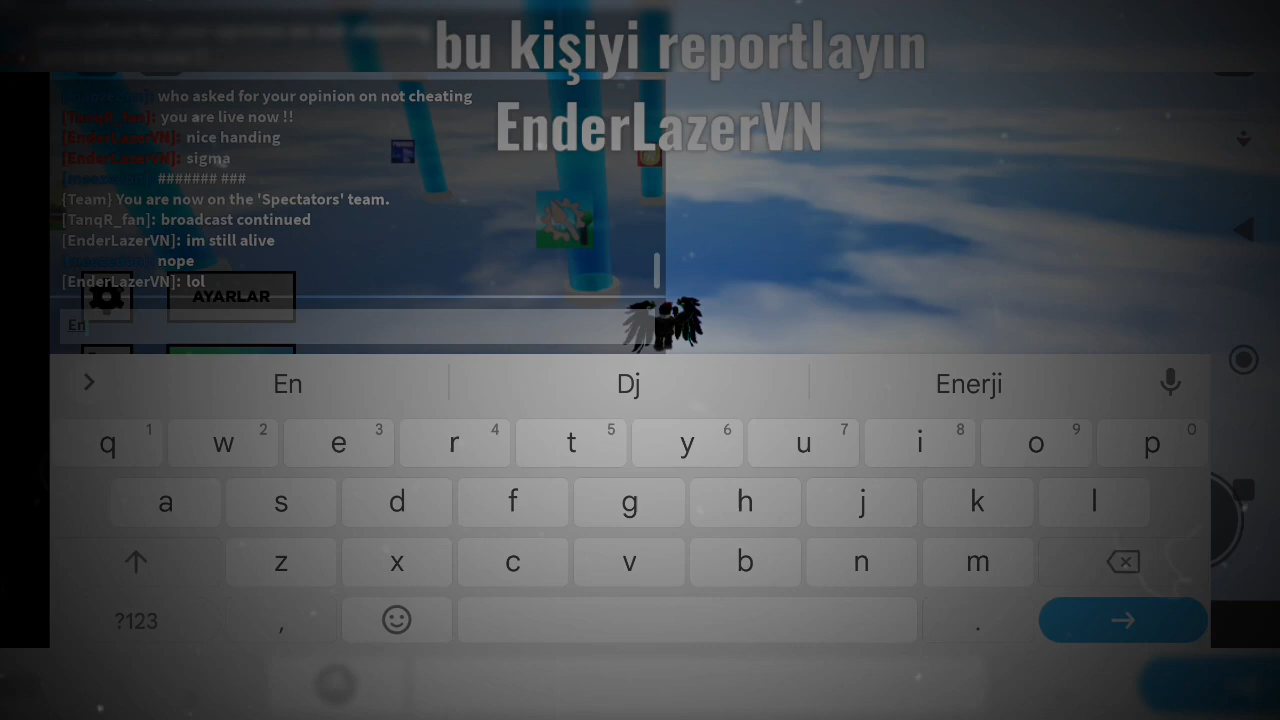 bu kişiyi reportlayın
EnderLazerVN
who asked for your opinion on not cheating
[TanqR_fan]: you are live now !!
[EnderLazerVN]: nice handing
[EnderLazerVN]: sigma
####### ###
{Team} You are now on the 'Spectators' team.
[TanqR_fan]: broadcast continued
[EnderLazerVN]: im still alive
nope
[EnderLazerVN]: lol
AYARLAR
En
En Dj Enerji
q 1 w 2 e 3 r 4 t 5 y 6 u 7 i 8 o 9 p 0
a s d f g h j k l
z x c v b n m
?123 , .